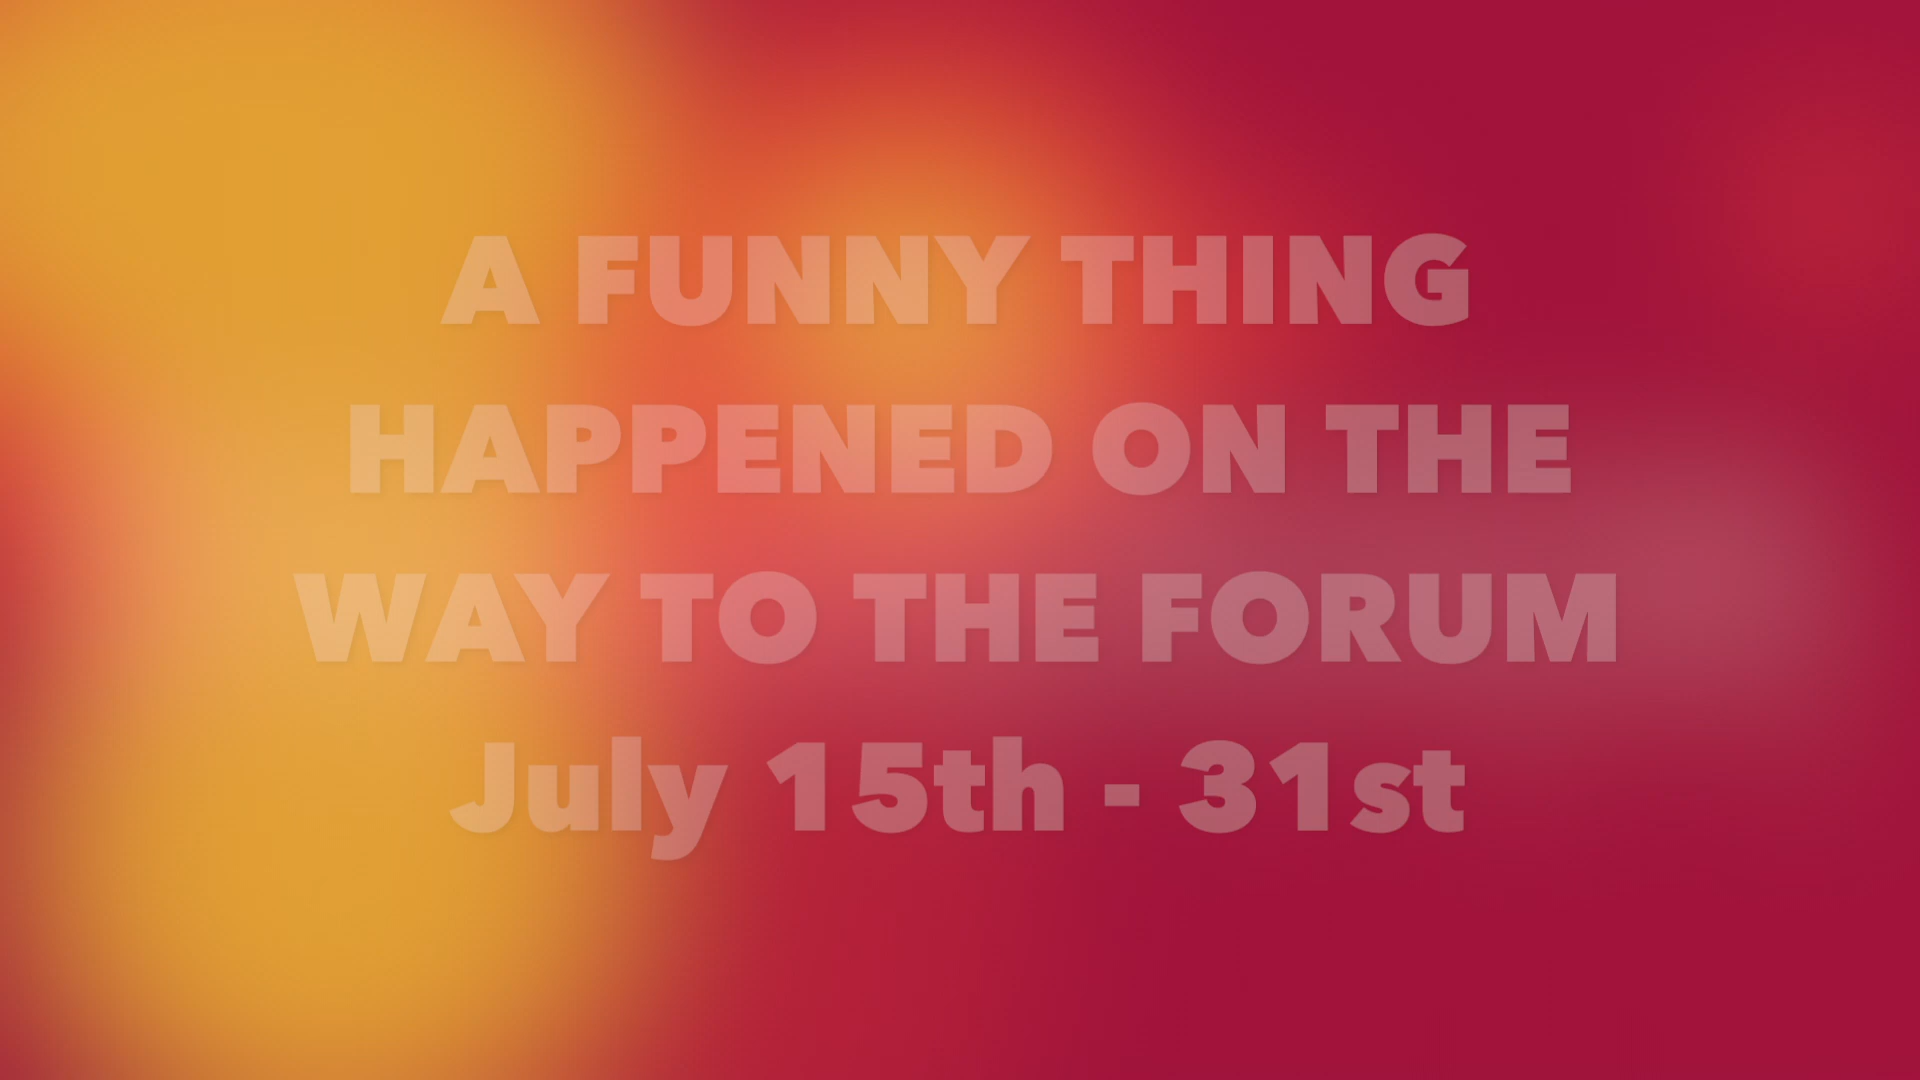 A FUNNY THING
HAPPENED ON THE
WAY TO THE FORUM
July 15th - 31st